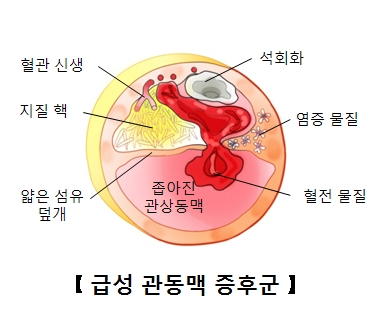 혈관 신생
석회화
지질 핵
염증 물질
얇은 섬유
덮개
좁아진
관상동맥
혈전 물질
【 급성 관동맥 증후군 】